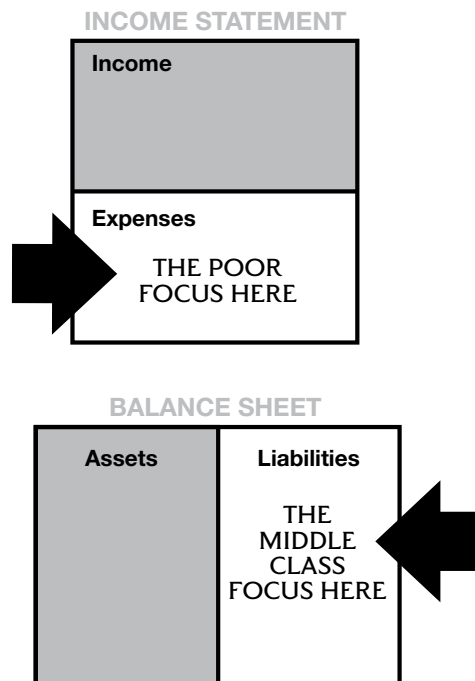 INCOME STATEMENT
Income
Expenses
THE POOR
FOCUS HERE
BALANCE SHEET
Assets
Liabilities
THE
MIDDLE
CLASS
FOCUS HERE